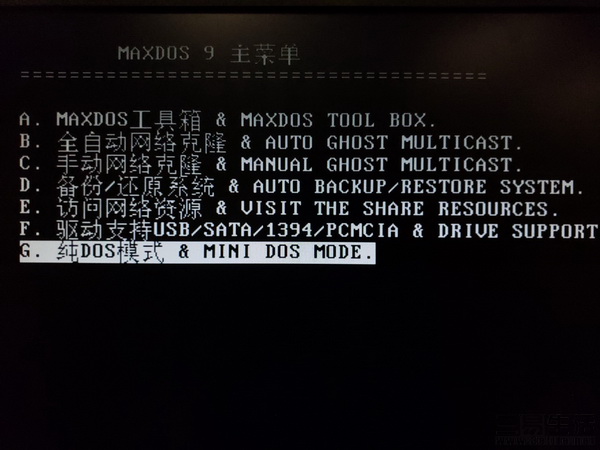 MAXDOS 9 主菜单
=====================================
A. MAXDOS工具箱 & MAXDOS TOOL BOX.
B. 全自动网络克隆 & AUTO GHOST MULTICAST.
C. 手动网络克隆 & MANUAL GHOST MULTICAST.
D. 备份/还原系统 & AUTO BACKUP/RESTORE SYSTEM.
E. 访问网络资源 & VISIT THE SHARE RESOURCES.
F. 驱动支持USB/SATA/1394/PCMCIA & DRIVE SUPPORT
G. 纯DOS模式 & MINI DOS MODE.